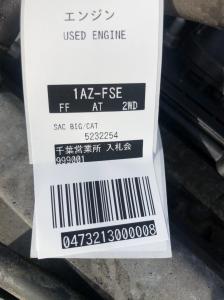 エンジン
USED ENGINE
1AZ-FSE
FF AT 2WD
SAC BIG/CAT
5232254
千葉営業所 入札会
999001
0473213000008